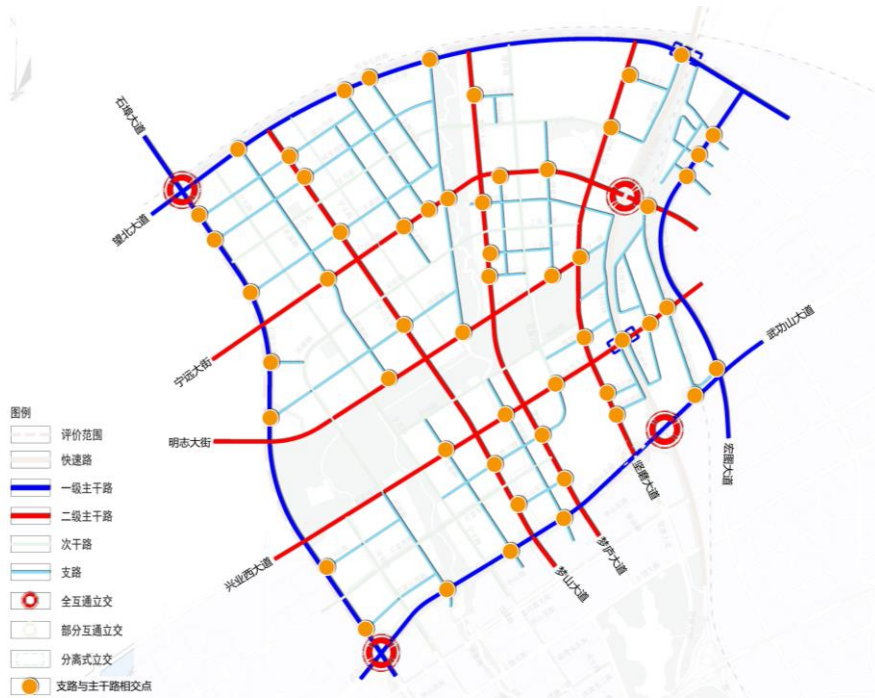 石埠大道
望北大道
宁远大街
武功山大道
图例
评价范围
明志大街
快速路
宏图大道
坚磨大道
一级主干路
二级主干路
次干路
梦庐大道
兴业西大道
支路
梦山大道
全互通立交
部分互通立交
分离式立交
支路与主干路相交点